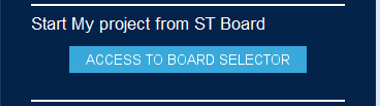 Start My project from ST Board
ACCESS TO BOARD SELECTOR